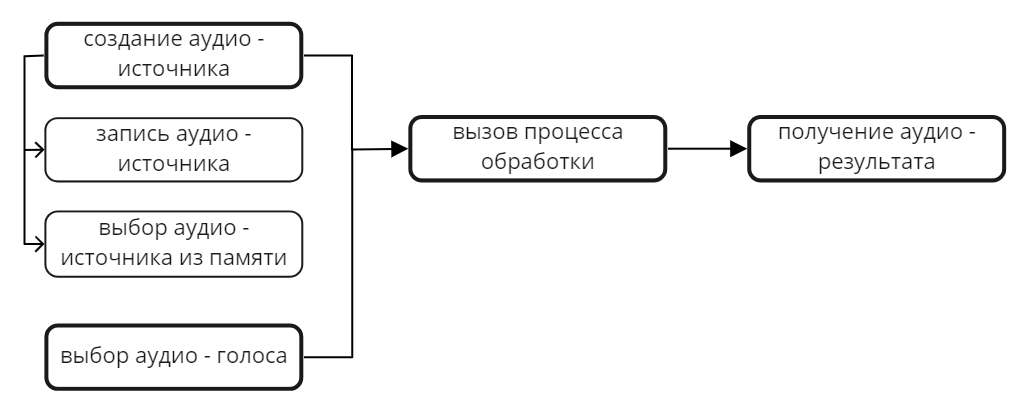 создание аудио -
источника
запись аудио -
источника
выбор аудио -
источника из памяти
выбор аудио - голоса
вызов процесса
обработки
получение аудио -
результата